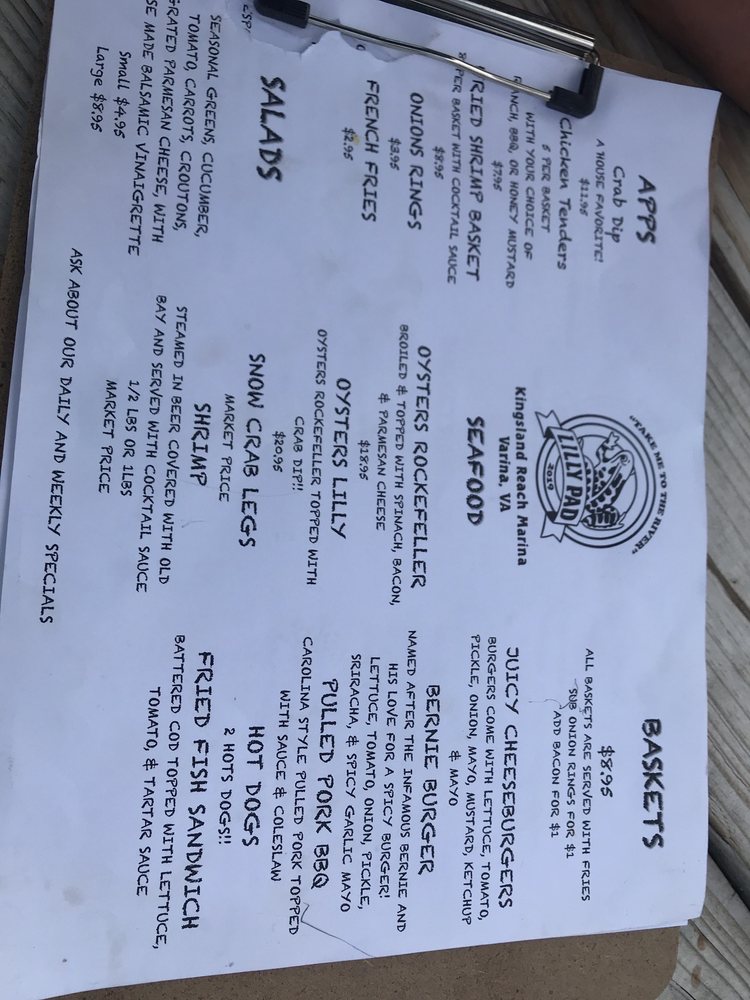 APPS
Crab Dip
A HOUSE FAVORITE!
$11.95
Chicken Tenders
5 PER BASKET
WITH YOUR CHOICE OF
RANCH, BBQ, OR HONEY MUSTARD
$7.95
FRIED SHRIMP BASKET
PER BASKET WITH COCKTAIL SAUCE
$8.95
ONIONS RINGS
$3.95
FRENCH FRIES
$2.95
SALADS
SEASONAL GREENS, CUCUMBER,
TOMATO, CARROTS, CROUTONS,
GRATED PARMESAN CHEESE, WITH
SE MADE BALSAMIC VINAIGRETTE
Small $4.95
Large $8.95
"TAKE ME TO THE RIVER"
LILLY PAD
2019
Kingsland Reach Marina
Varina, VA
SEAFOOD
OYSTERS ROCKEFELLER
BROILED & TOPPED WITH SPINACH, BACON,
& PARMESAN CHEESE
$18.95
OYSTERS LILLY
OYSTERS ROCKEFELLER TOPPED WITH
CRAB DIP!!
$20.95
SNOW CRAB LEGS
MARKET PRICE
SHRIMP
STEAMED IN BEER COVERED WITH OLD
BAY AND SERVED WITH COCKTAIL SAUCE
1/2 LBS OR 1LBS
MARKET PRICE
ASK ABOUT OUR DAILY AND WEEKLY SPECIALS
BASKETS
$8.95
ALL BASKETS ARE SERVED WITH FRIES
SUB ONION RINGS FOR $1
ADD BACON FOR $1
JUICY CHEESEBURGERS
BURGERS COME WITH LETTUCE, TOMATO,
PICKLE, ONION, MAYO, MUSTARD, KETCHUP
& MAYO
BERNIE BURGER
NAMED AFTER THE INFAMOUS BERNIE AND
HIS LOVE FOR A SPICY BURGER!
LETTUCE, TOMATO, ONION, PICKLE,
SRIRACHA, & SPICY GARLIC MAYO
PULLED PORK BBQ
CAROLINA STYLE PULLED PORK TOPPED
WITH SAUCE & COLESLAW
HOT DOGS
2 HOTS DOGS!!
FRIED FISH SANDWICH
BATTERED COD TOPPED WITH LETTUCE,
TOMATO, & TARTAR SAUCE